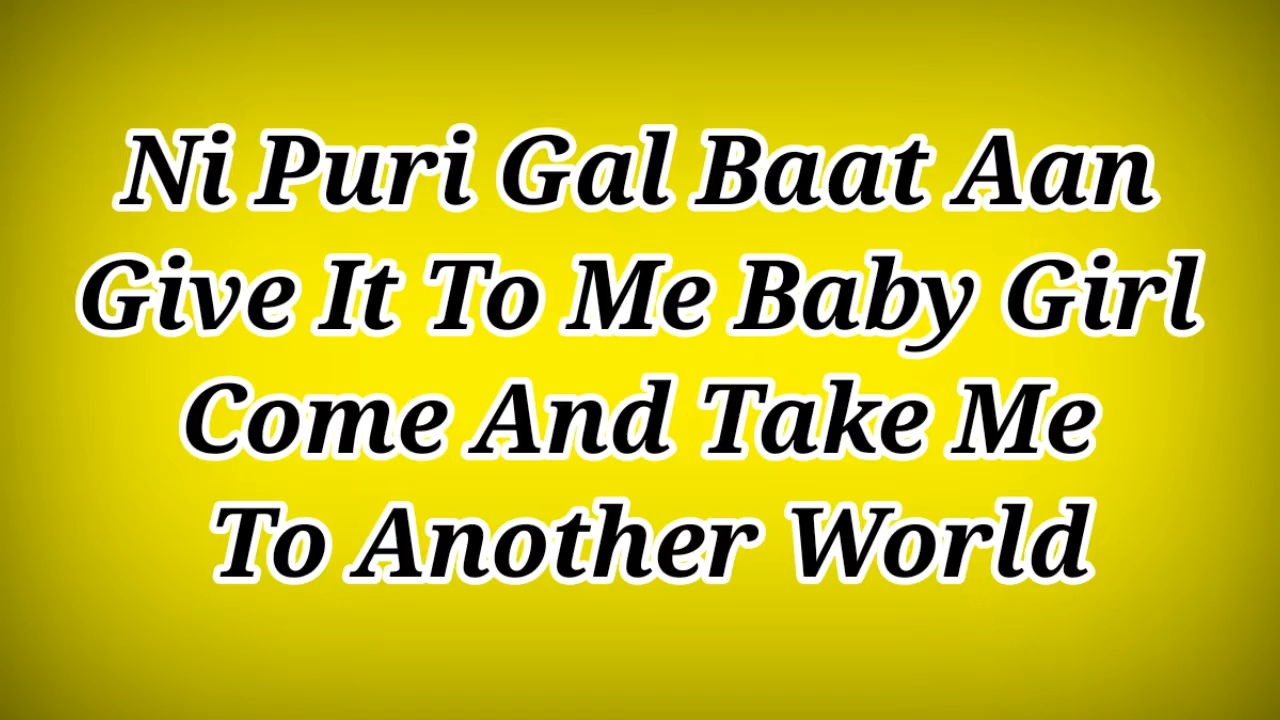 Ni Puri Gal Baat Aan
Give It To Me Baby Girl
Come And Take Me
To Another World